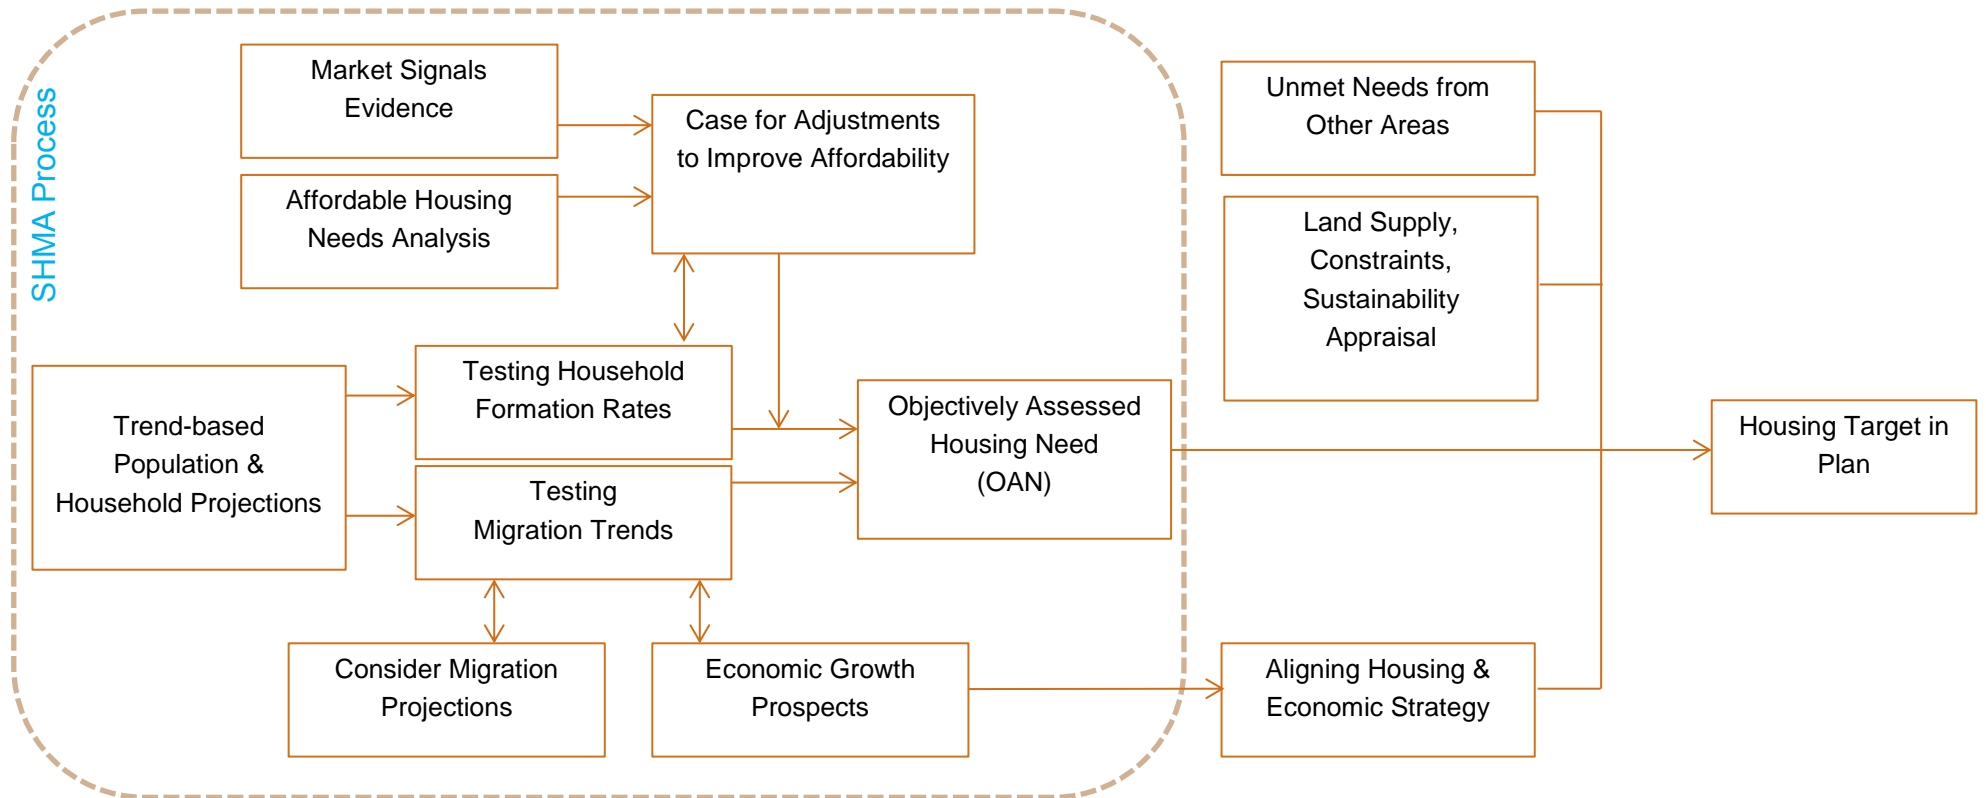 SHMA Process
Market Signals
Evidence
Affordable Housing
Needs Analysis
Case for Adjustments
to Improve Affordability
Trend-based
Population &
Household Projections
Testing Household
Formation Rates
Testing
Migration Trends
Consider Migration
Projections
Economic Growth
Prospects
Objectively Assessed
Housing Need
(OAN)
Unmet Needs from
Other Areas
Land Supply,
Constraints,
Sustainability
Appraisal
Aligning Housing &
Economic Strategy
Housing Target in
Plan